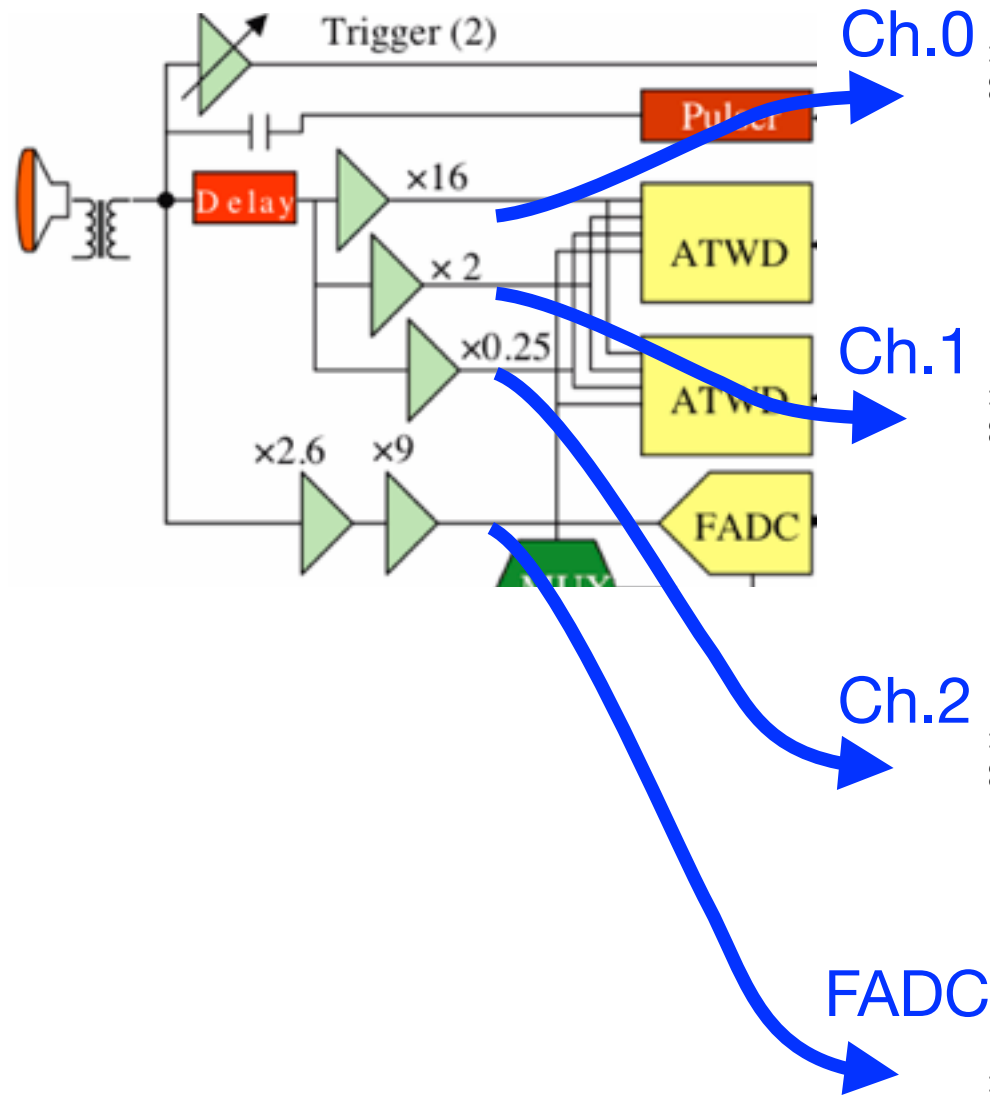 Trigger (2)
Ch.0
Pulser
×16
Delay
ATWD
× 2
×0.25
Ch.1
ATWD
×2.6
×9
FADC
MUX
Ch.2
FADC